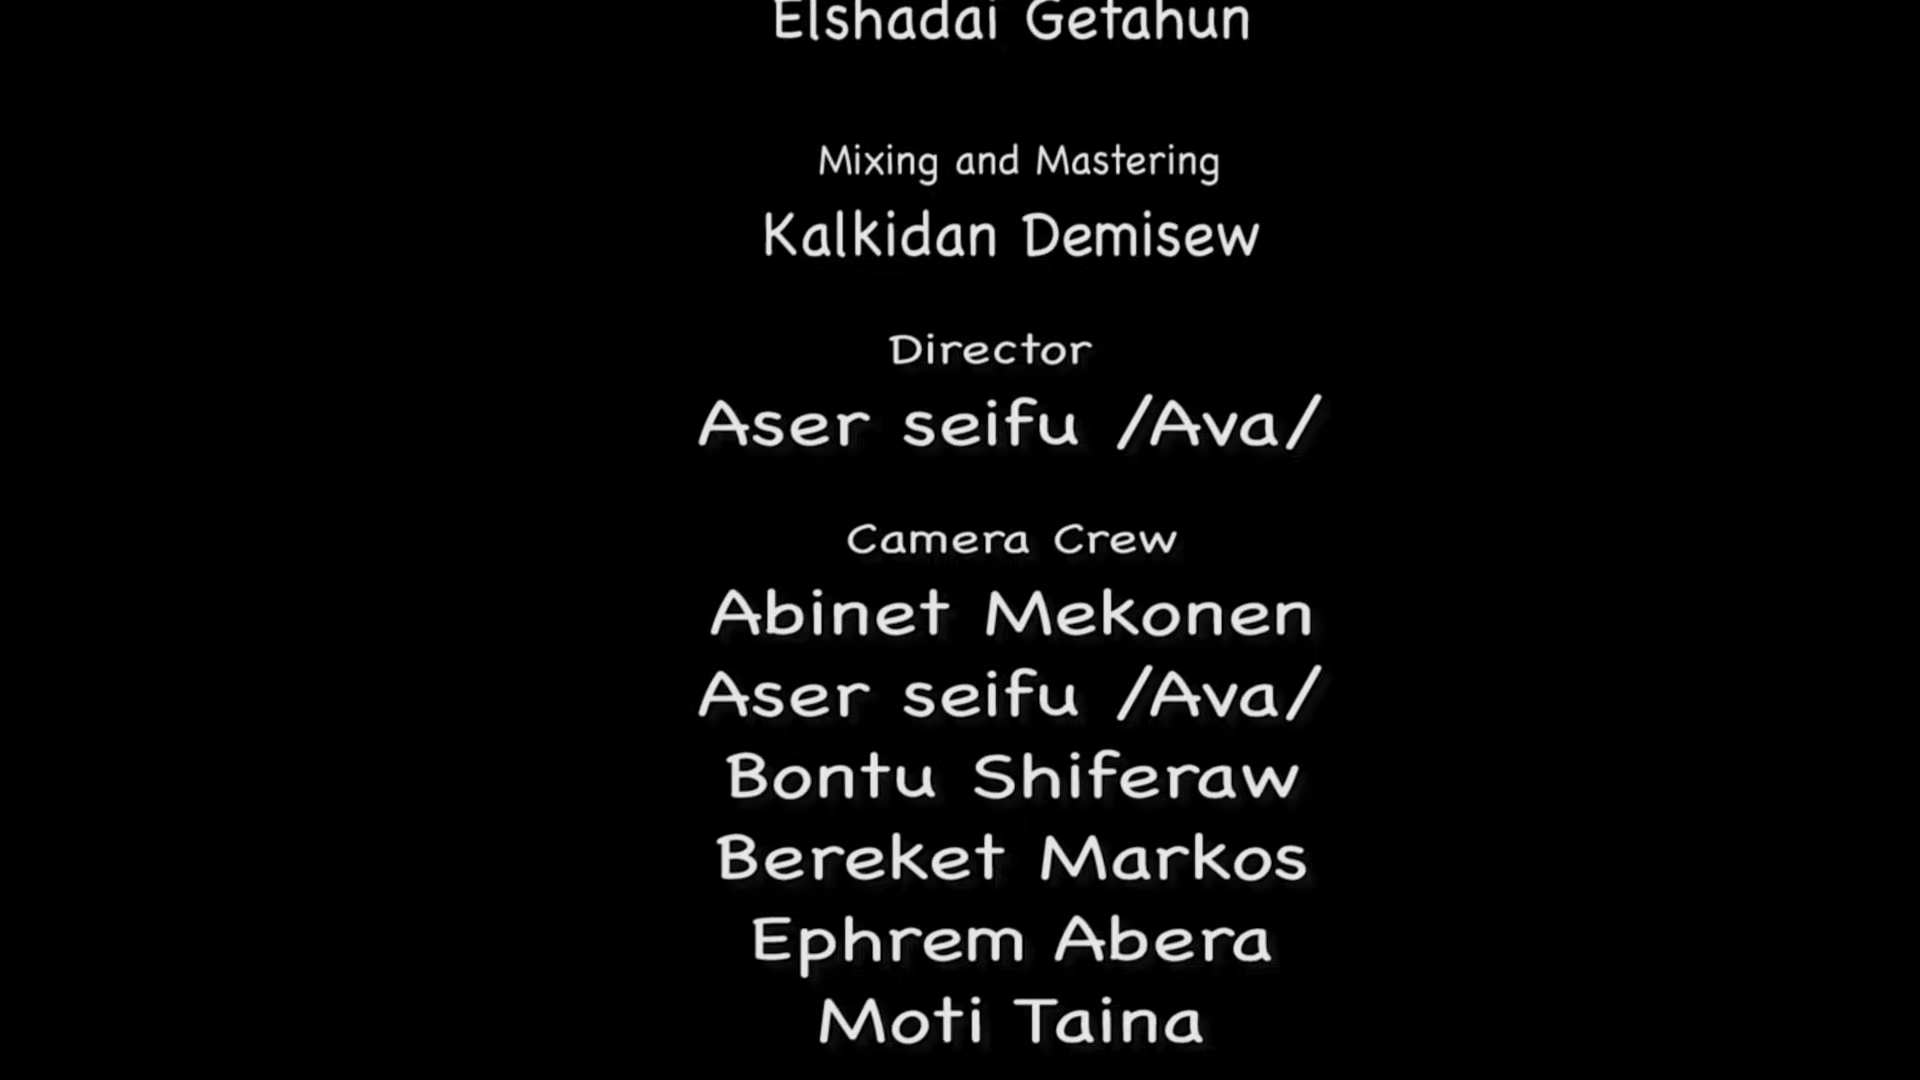 Elshadai Getahun
Mixing and Mastering
Kalkidan Demisew
Director
Aser seifu /Ava/
Camera Crew
Abinet Mekonen
Aser seifu /Ava/
Bontu Shiferaw
Bereket Markos
Ephrem Abera
Moti Taina